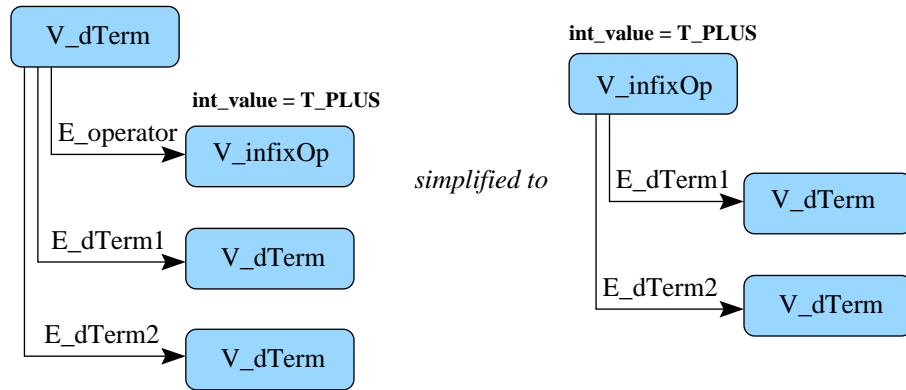 V_dTerm
int_value = T_PLUS
E_operator
V_infixOp
E_dTerm1
V_dTerm
E_dTerm2
V_dTerm
simplified to
int_value = T_PLUS
V_infixOp
E_dTerm1
V_dTerm
E_dTerm2
V_dTerm